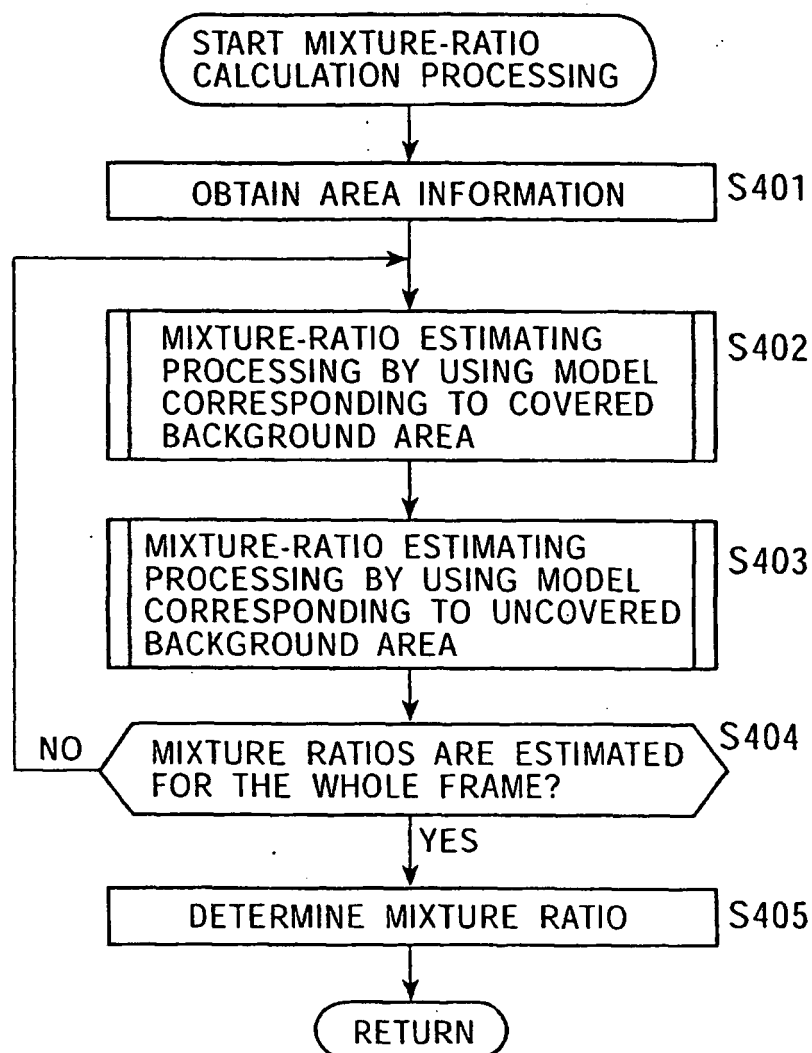 START MIXTURE-RATIO
CALCULATION PROCESSING
OBTAIN AREA INFORMATION
S401
MIXTURE-RATIO ESTIMATING
PROCESSING BY USING MODEL
CORRESPONDING TO COVERED
BACKGROUND AREA
S402
MIXTURE-RATIO ESTIMATING
PROCESSING BY USING MODEL
CORRESPONDING TO UNCOVERED
BACKGROUND AREA
S403
NO
MIXTURE RATIOS ARE ESTIMATED
FOR THE WHOLE FRAME?
S404
YES
DETERMINE MIXTURE RATIO
S405
RETURN